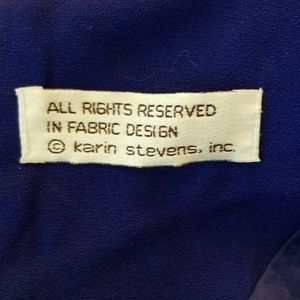 ALL RIGHTS RESERVED
IN FABRIC DESIGN
© karin stevens, inc.